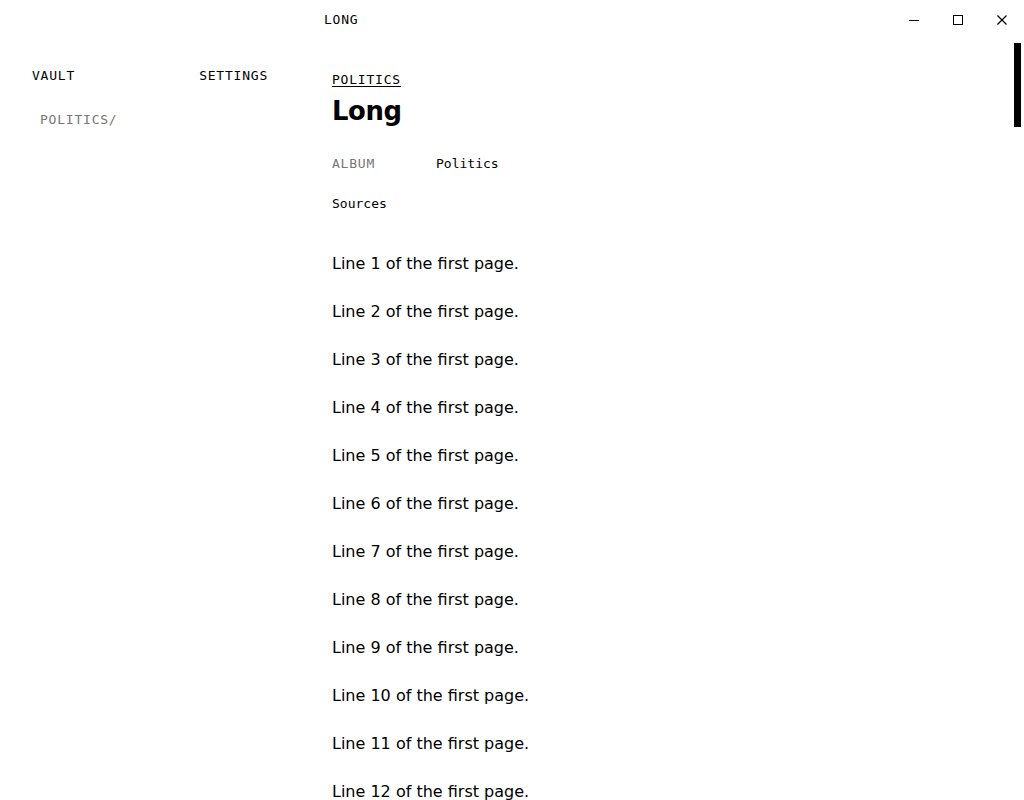 LONG
VAULT
SETTINGS
POLITICS/
POLITICS
Long
ALBUM Politics
Sources
Line 1 of the first page.
Line 2 of the first page.
Line 3 of the first page.
Line 4 of the first page.
Line 5 of the first page.
Line 6 of the first page.
Line 7 of the first page.
Line 8 of the first page.
Line 9 of the first page.
Line 10 of the first page.
Line 11 of the first page.
Line 12 of the first page.